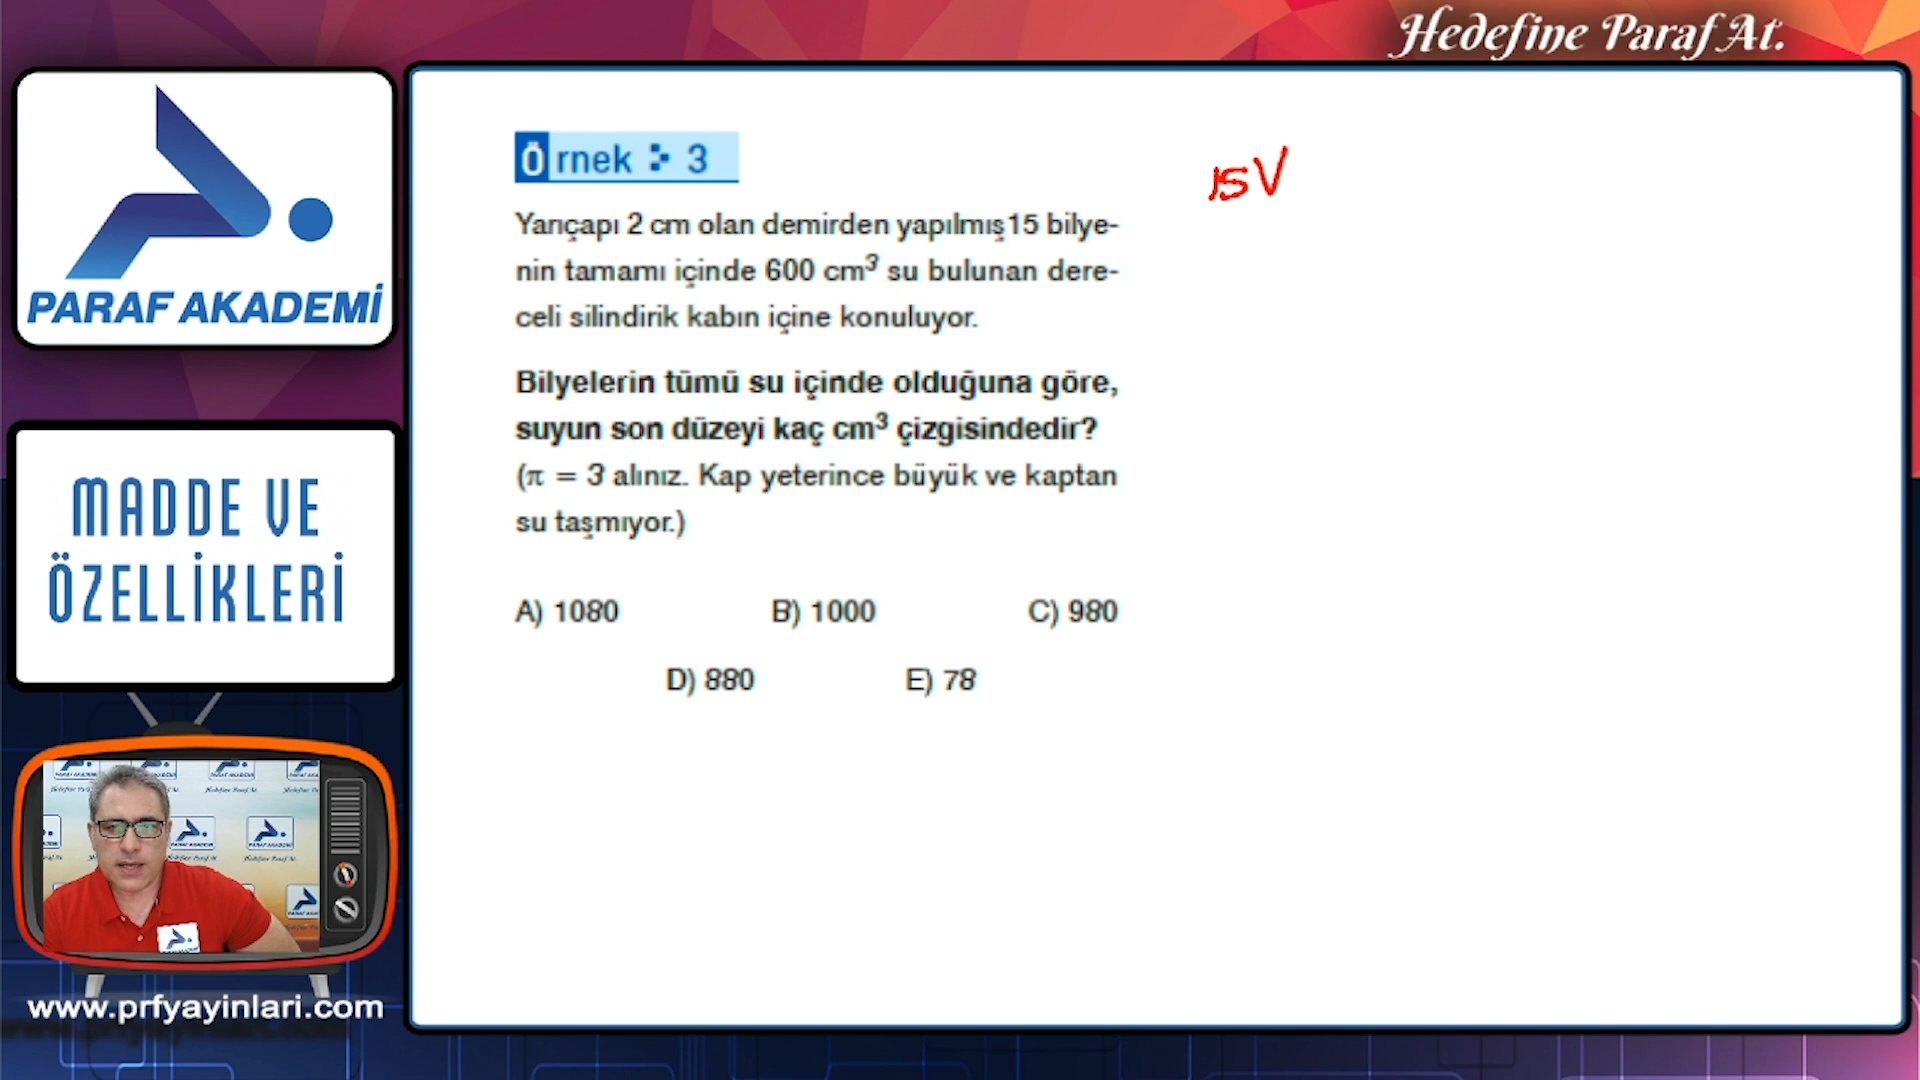 Hedefine Paraf At.
PARAF AKADEMİ
Örnek 3
15V
Yarıçapı 2 cm olan demirden yapılmış 15 bilye-
nin tamamı içinde 600 cm³ su bulunan dere-
celi silindirik kabın içine konuluyor.
Bilyelerin tümü su içinde olduğuna göre,
suyun son düzeyi kaç cm³ çizgisindedir?
(π = 3 alınız. Kap yeterince büyük ve kaptan
su taşmıyor.)
A) 1080 B) 1000 C) 980
D) 880 E) 78
MADDE VE
ÖZELLİKLERİ
www.prfyayinlari.com